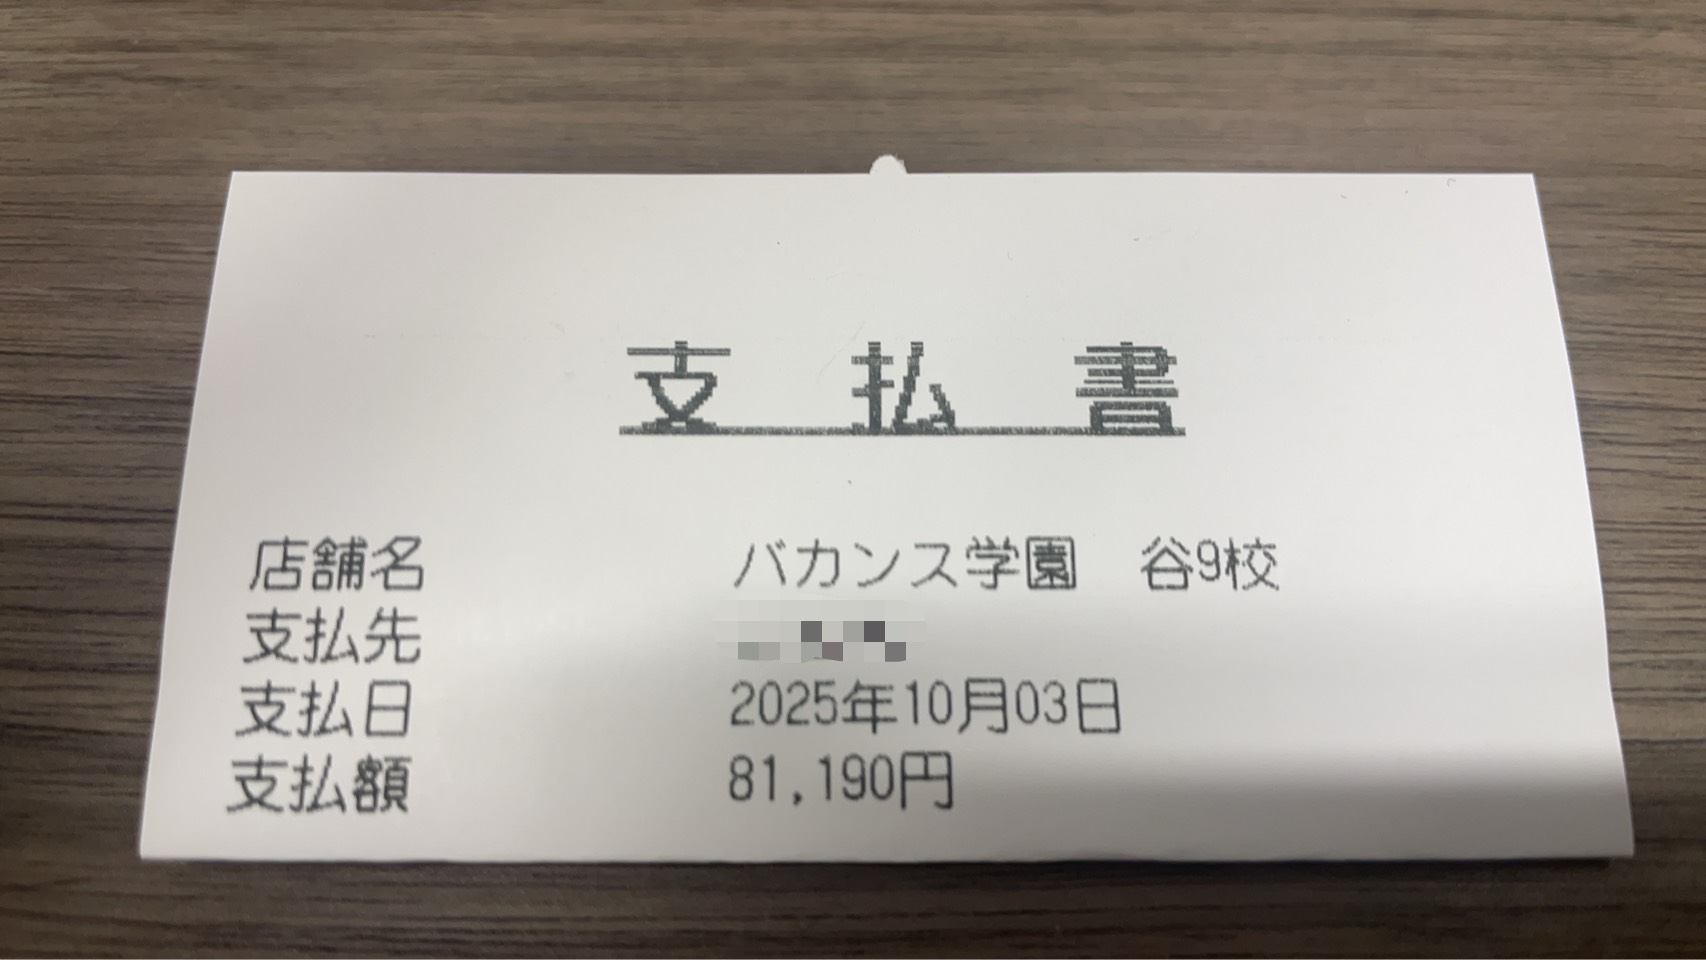 支払書
店舗名 バカンス学園 谷9校
支払先
支払日 2025年10月03日
支払額 81,190円